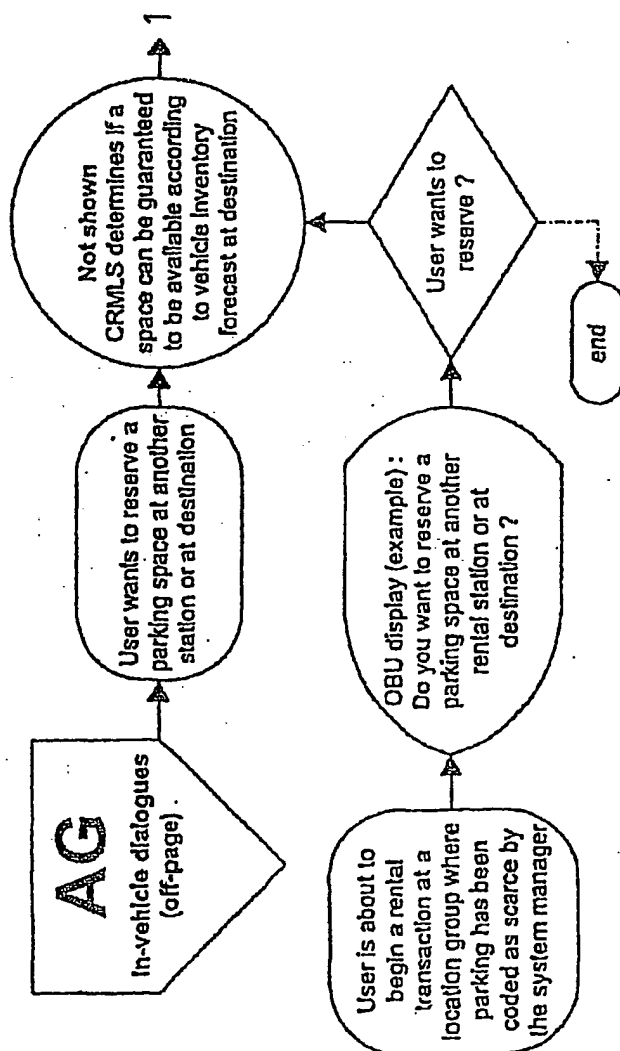 AG
In-vehicle dialogues
(off-page) .
User wants to reserve a
parking space at another
station or at destination
Not shown
CRMLS determines if a
space can be guaranteed
to be available according
to vehicle inventory
forecast at destination
1
User is about to
begin a rental
transaction at a
location group where
parking has been
coded as scarce by
the system manager
OBU display (example) :
Do you want to reserve a
parking space at another
rental station or at
destination ?
User wants to
reserve ?
end